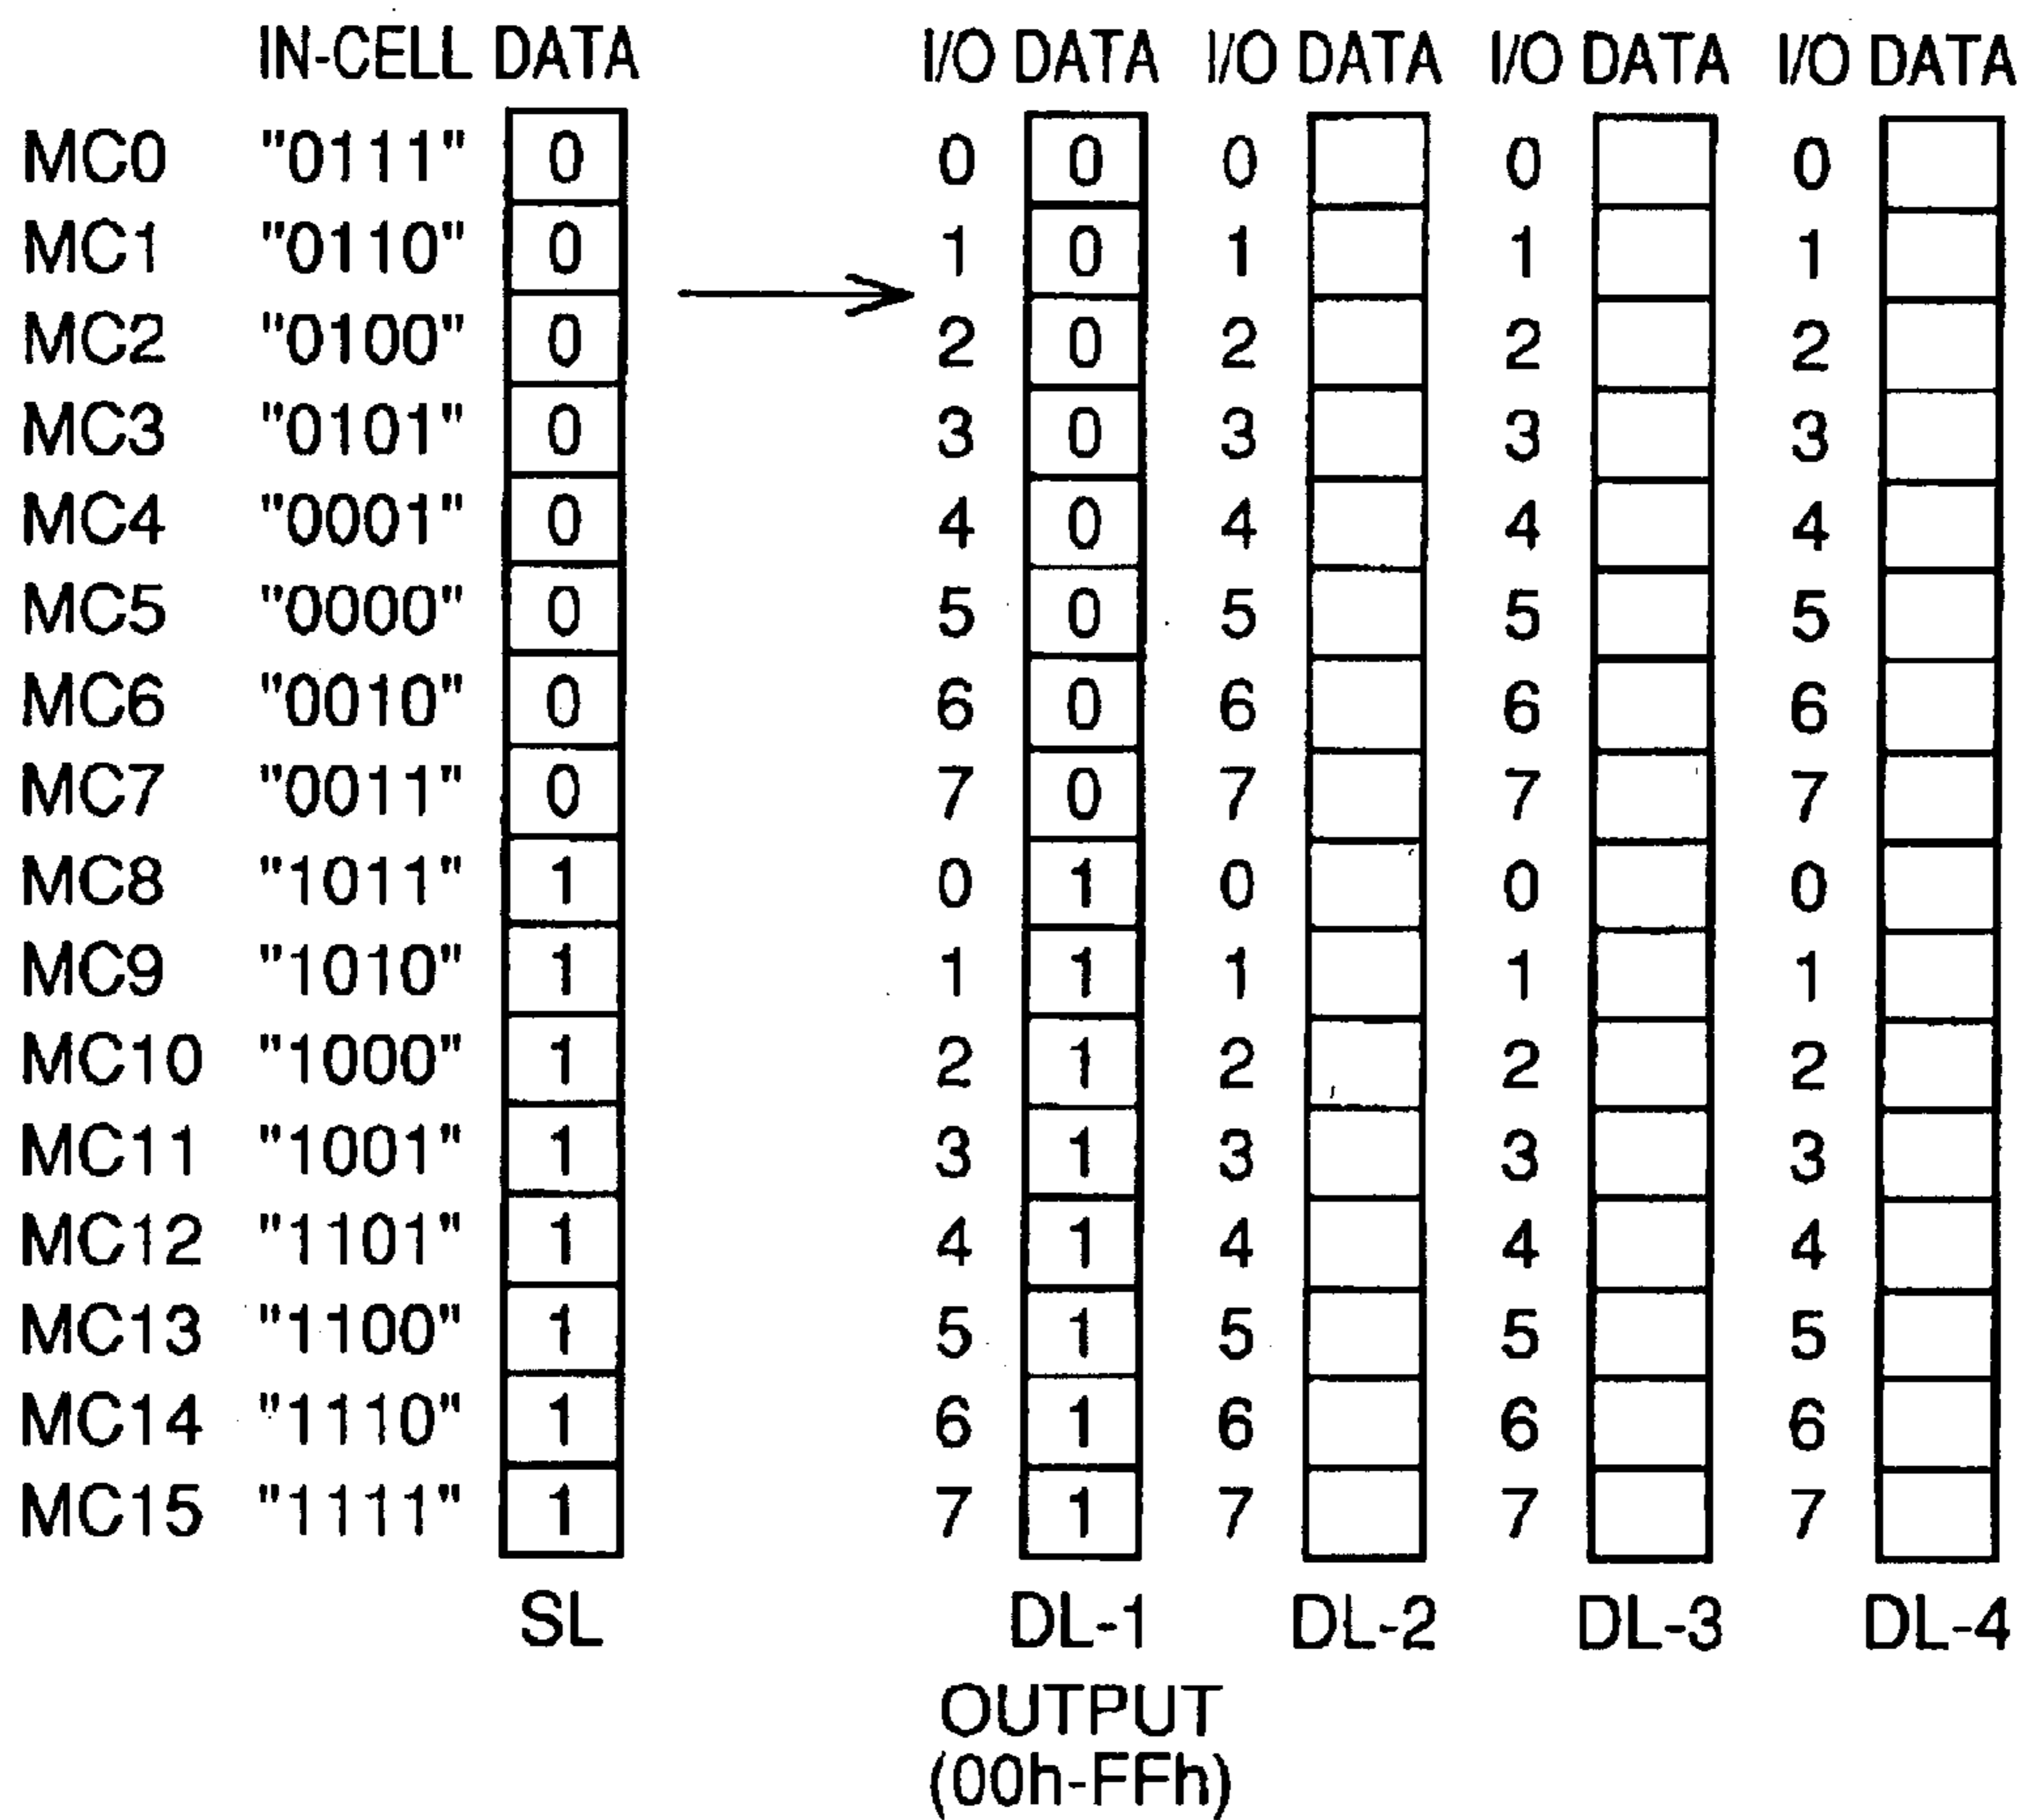 IN-CELL DATA I/O DATA I/O DATA I/O DATA I/O DATA
MC0 "0111" 0 0 0 0 0 0
MC1 "0110" 0 1 0 1 1 1
MC2 "0100" 0 2 0 2 2 2
MC3 "0101" 0 3 0 3 3 3
MC4 "0001" 0 4 0 4 4 4
MC5 "0000" 0 5 0 5 5 5
MC6 "0010" 0 6 0 6 6 6
MC7 "0011" 0 7 0 7 7 7
MC8 "1011" 1 0 1 0 0 0
MC9 "1010" 1 1 1 1 1 1
MC10 "1000" 1 2 1 2 2 2
MC11 "1001" 1 3 1 3 3 3
MC12 "1101" 1 4 1 4 4 4
MC13 "1100" 1 5 1 5 5 5
MC14 "1110" 1 6 1 6 6 6
MC15 "1111" 1 7 1 7 7 7
SL DL-1 DL-2 DL-3 DL-4
OUTPUT
(00h-FFh)